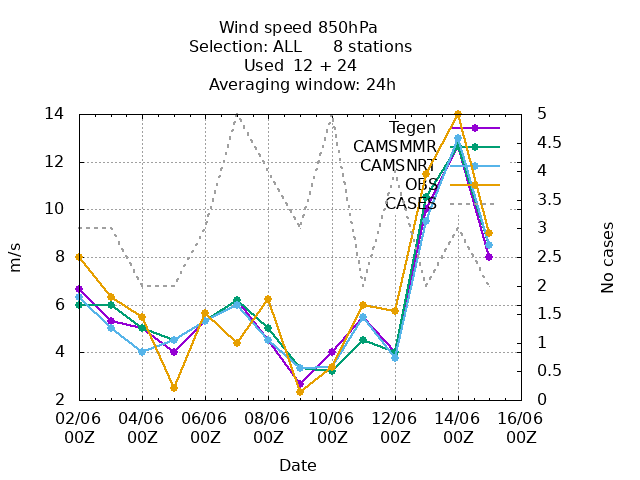 Wind speed 850hPa
Selection: ALL 8 stations
Used 12 + 24
Averaging window: 24h
14 5
Tegen
4.5
CAMSMMR
12 4
CAMSNRT
OBS
3.5
CASES
10
3
8 2.5
2
6
1.5
4 1
0.5
2 0
m/s
No cases
02/06 04/06 06/06 08/06 10/06 12/06 14/06 16/06
00Z 00Z 00Z 00Z 00Z 00Z 00Z 00Z
Date